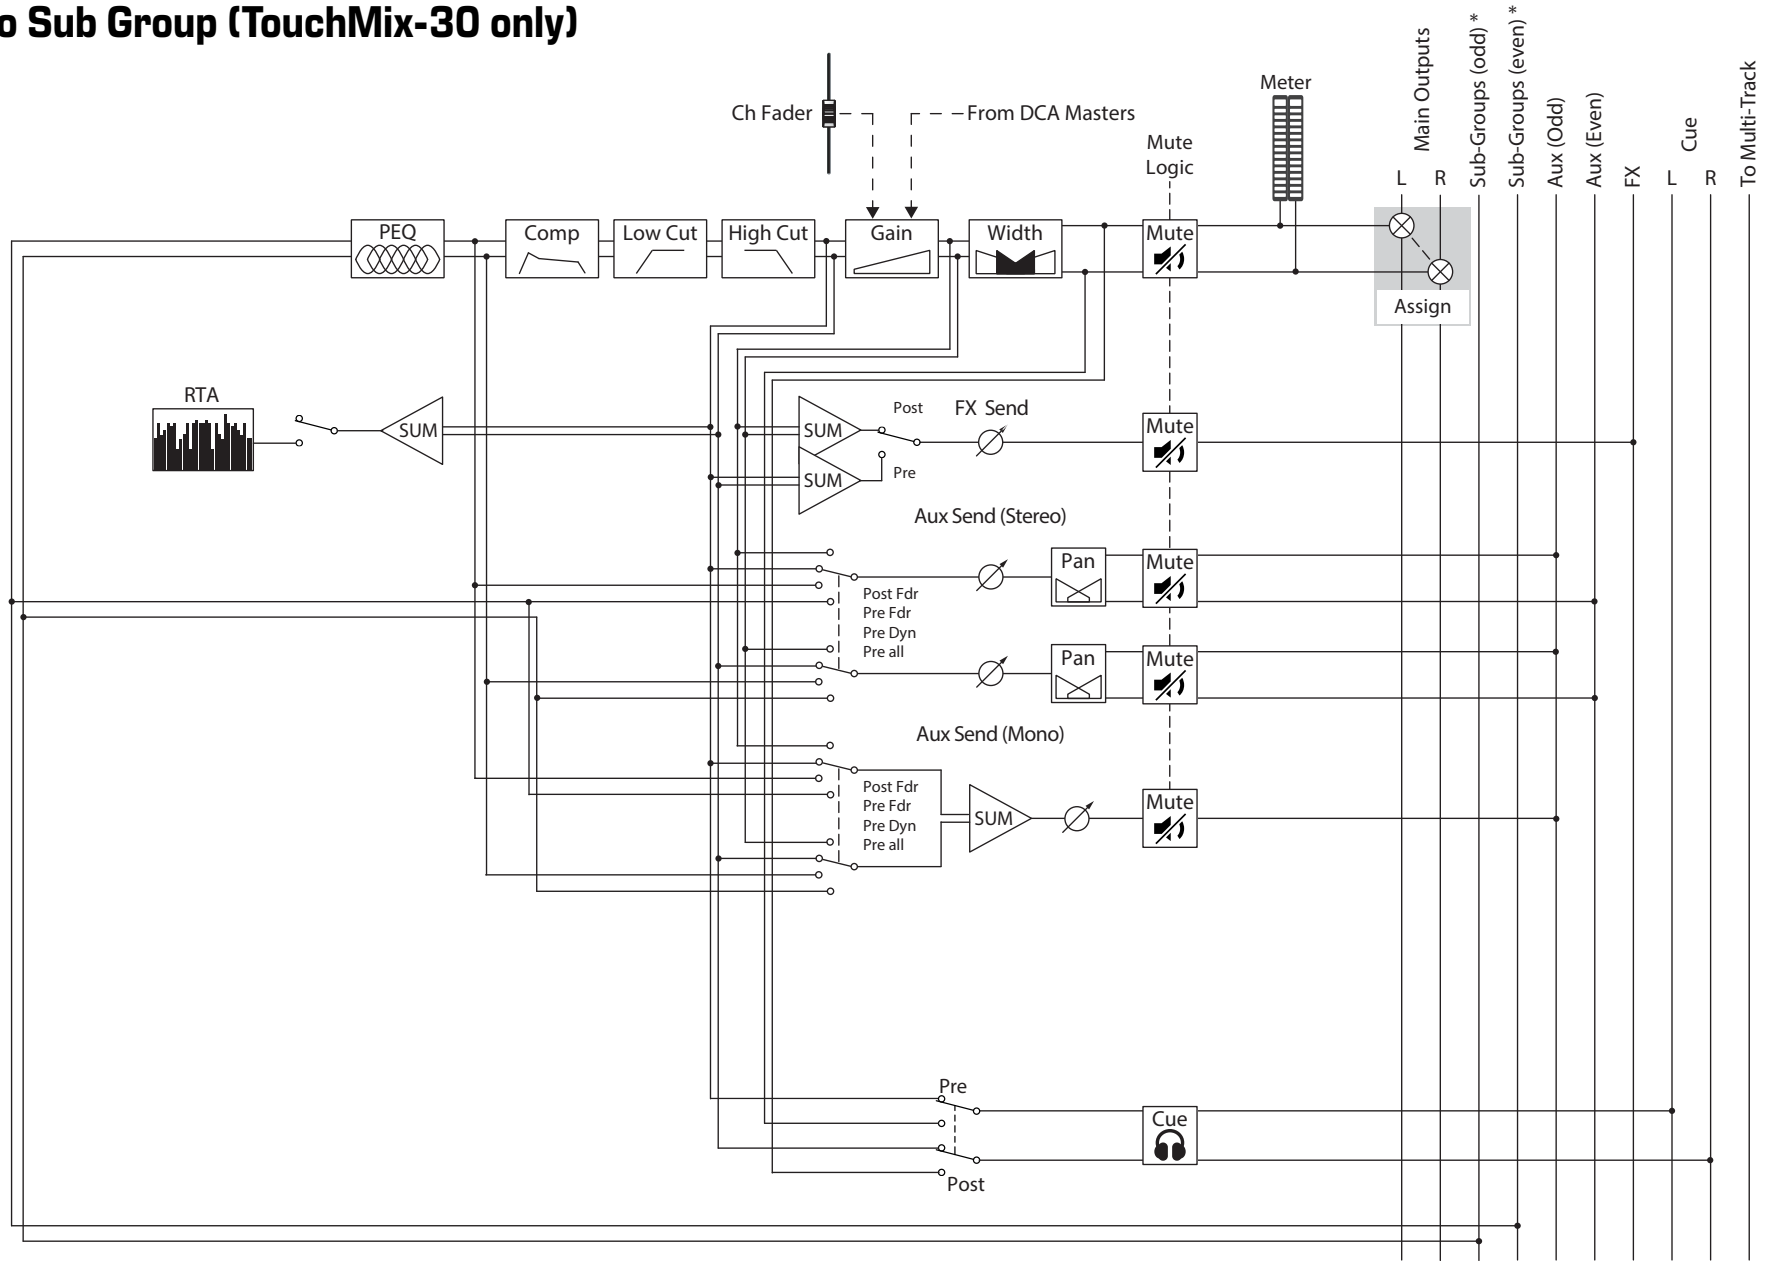 o Sub Group (TouchMix-30 only)
Ch Fader
From DCA Masters
Mute
Logic
Meter
Main Outputs
L
R
Sub-Groups (odd) *
Sub-Groups (even) *
Aux (Odd)
Aux (Even)
FX
Cue
L
R
To Multi-Track
PEQ
Comp
Low Cut
High Cut
Gain
Width
Mute
Assign
RTA
SUM
SUM
Post
FX Send
Mute
SUM
Pre
Aux Send (Stereo)
Pan
Mute
Post Fdr
Pre Fdr
Pre Dyn
Pre all
Pan
Mute
Aux Send (Mono)
Post Fdr
Pre Fdr
Pre Dyn
Pre all
SUM
Mute
Pre
Cue
Post